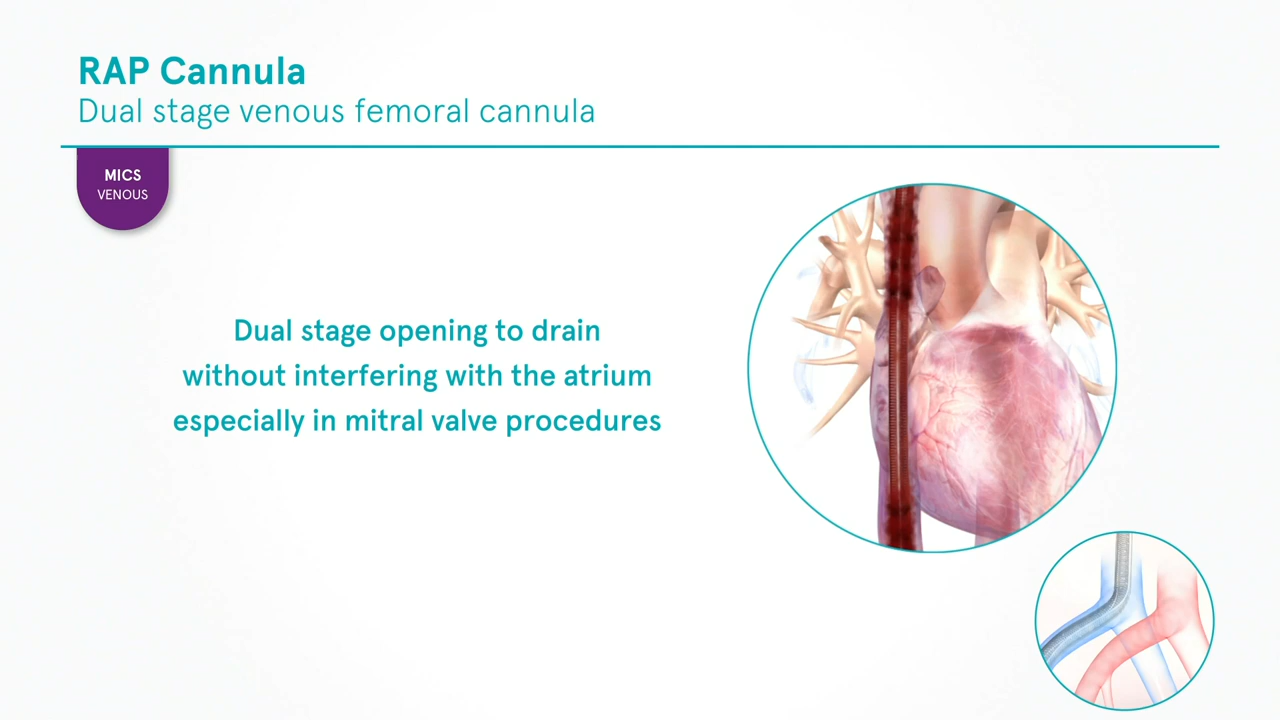 RAP Cannula
Dual stage venous femoral cannula
MICS
VENOUS
Dual stage opening to drain
without interfering with the atrium
especially in mitral valve procedures